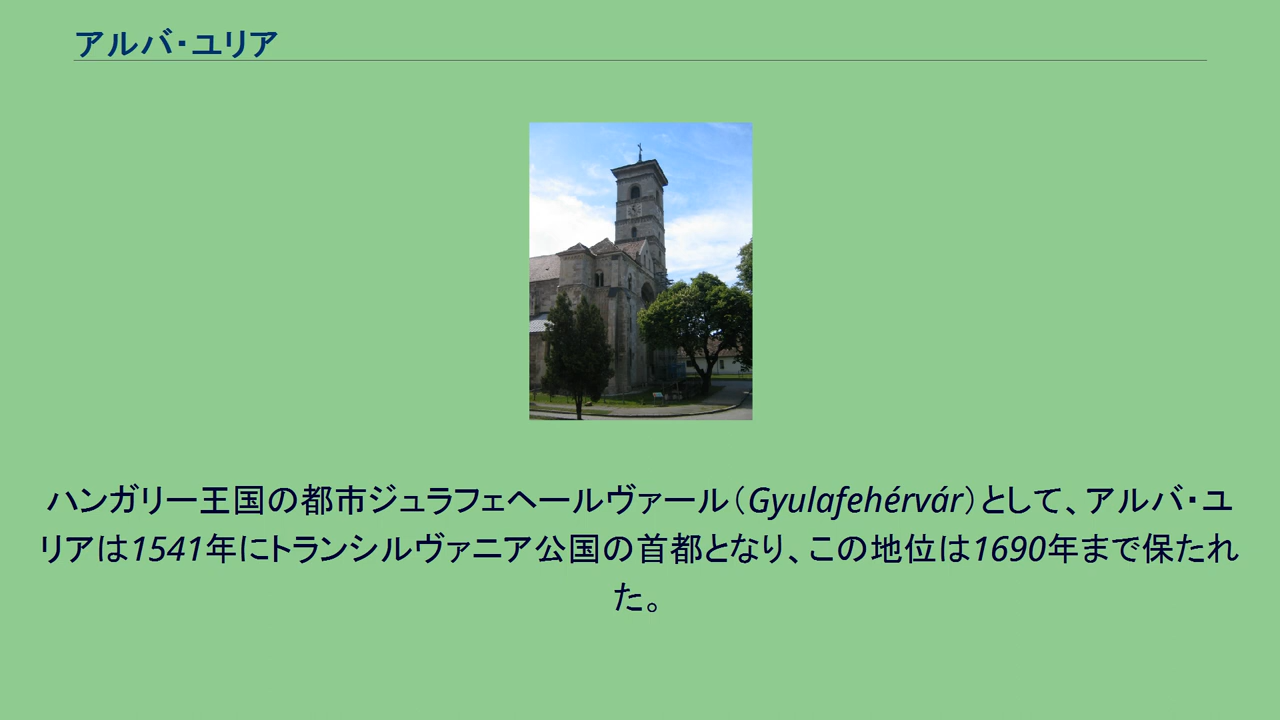 アルバ・ユリア
ハンガリー王国の都市ジュラフェヘールヴァール（Gyulafehérvár）として、アルバ・ユ
リアは1541年にトランシルヴァニア公国の首都となり、この地位は1690年まで保たれ
た。